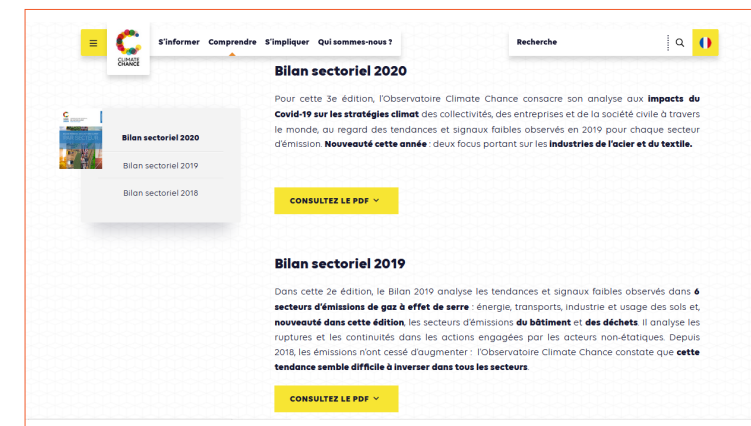 S'informer Comprendre S'impliquer Qui sommes-nous ?
Recherche
CLIMATE
CHANCE
Bilan sectoriel 2020
Bilan sectoriel 2019
Bilan sectoriel 2018
Bilan sectoriel 2020
Pour cette 3e édition, l'Observatoire Climate Chance consacre son analyse aux impacts du
Covid-19 sur les stratégies climat des collectivités, des entreprises et de la société civile à travers
le monde, au regard des tendances et signaux faibles observés en 2019 pour chaque secteur
d'émission. Nouveauté cette année : deux focus portant sur les industries de l'acier et du textile.
CONSULTEZ LE PDF
Bilan sectoriel 2019
Dans cette 2e édition, le Bilan 2019 analyse les tendances et signaux faibles observés dans 6
secteurs d'émissions de gaz à effet de serre : énergie, transports, industrie et usage des sols et,
nouveauté dans cette édition, les secteurs d'émissions du bâtiment et des déchets. Il analyse les
ruptures et les continuités dans les actions engagées par les acteurs non-étatiques. Depuis
2018, les émissions n'ont cessé d'augmenter : l'Observatoire Climate Chance constate que cette
tendance semble difficile à inverser dans tous les secteurs.
CONSULTEZ LE PDF